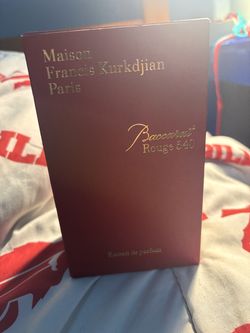 Maison
Francis Kurkdjian
Paris
Baccarat
Rouge 540
Extrait de parfum